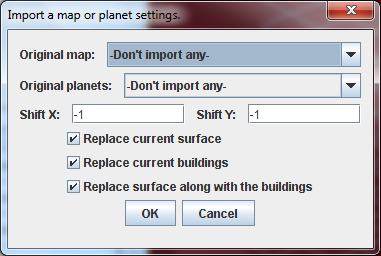 Import a map or planet settings.
Original map: -Don't import any-
Original planets: -Don't import any-
Shift X: -1 Shift Y: -1
Replace current surface
Replace current buildings
Replace surface along with the buildings
OK Cancel